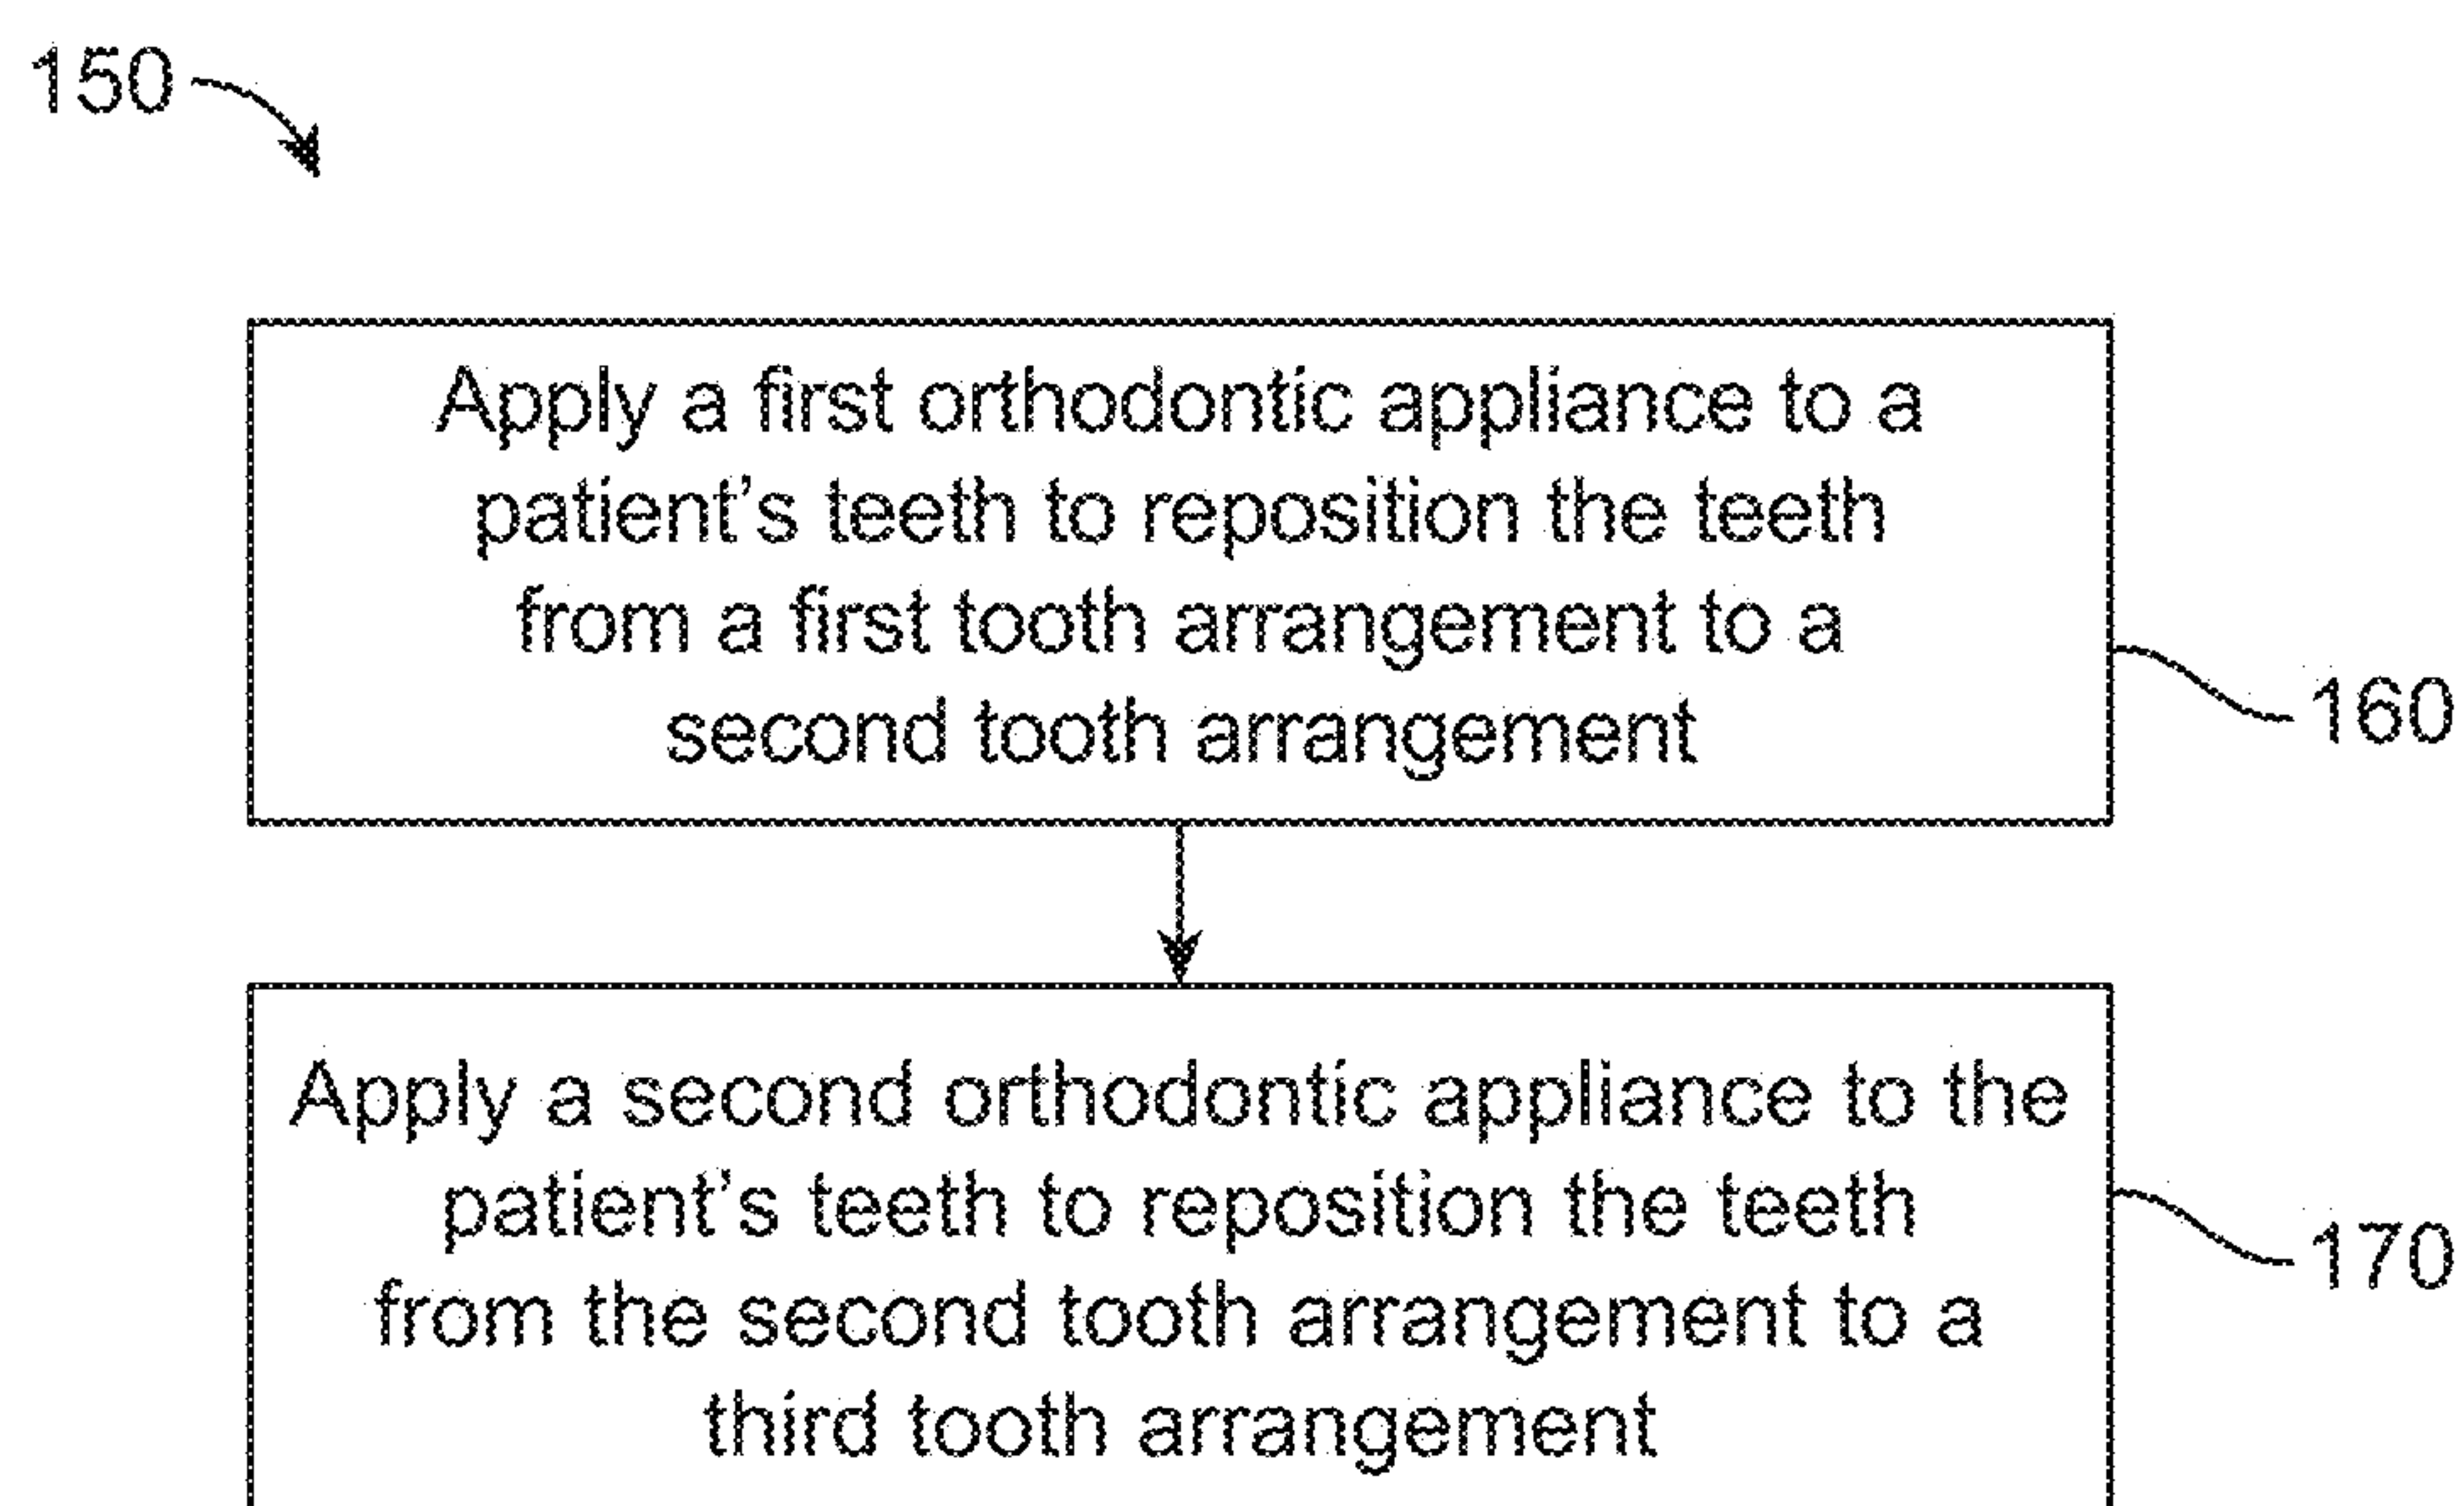 150
Apply a first orthodontic appliance to a
patient's teeth to reposition the teeth
from a first tooth arrangement to a
second tooth arrangement
160
Apply a second orthodontic appliance to the
patient's teeth to reposition the teeth
from the second tooth arrangement to a
third tooth arrangement
170